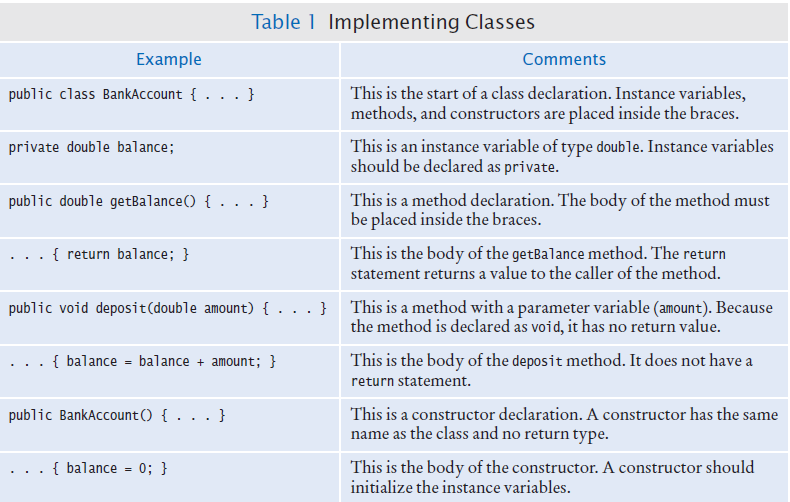 Table 1 Implementing Classes
Example
Comments
public class BankAccount { . . . }
This is the start of a class declaration. Instance variables,
methods, and constructors are placed inside the braces.
private double balance;
This is an instance variable of type double. Instance variables
should be declared as private.
public double getBalance() { . . . }
This is a method declaration. The body of the method must
be placed inside the braces.
. . . { return balance; }
This is the body of the getBalance method. The return
statement returns a value to the caller of the method.
public void deposit(double amount) { . . . }
This is a method with a parameter variable (amount). Because
the method is declared as void, it has no return value.
. . . { balance = balance + amount; }
This is the body of the deposit method. It does not have a
return statement.
public BankAccount() { . . . }
This is a constructor declaration. A constructor has the same
name as the class and no return type.
. . . { balance = 0; }
This is the body of the constructor. A constructor should
initialize the instance variables.